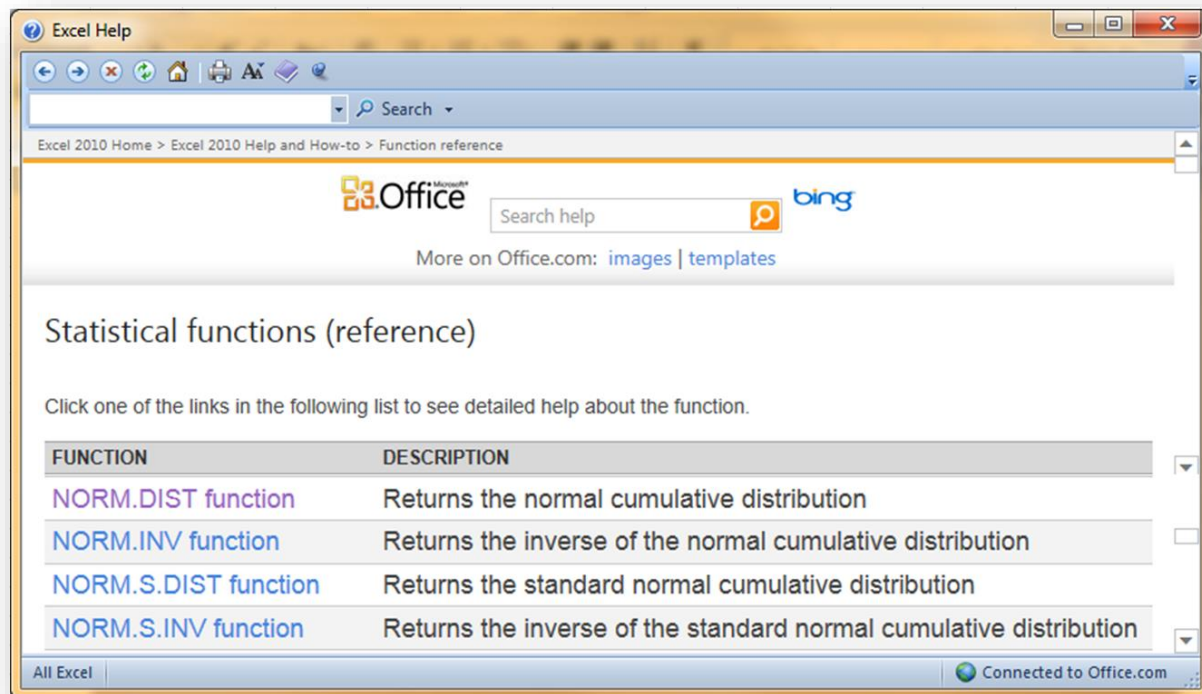 Excel Help
Search
Excel 2010 Home > Excel 2010 Help and How-to > Function reference
Microsoft®
Office
Search help
bing
More on Office.com: images | templates
Statistical functions (reference)
Click one of the links in the following list to see detailed help about the function.
FUNCTION DESCRIPTION
NORM.DIST function Returns the normal cumulative distribution
NORM.INV function Returns the inverse of the normal cumulative distribution
NORM.S.DIST function Returns the standard normal cumulative distribution
NORM.S.INV function Returns the inverse of the standard normal cumulative distribution
All Excel Connected to Office.com